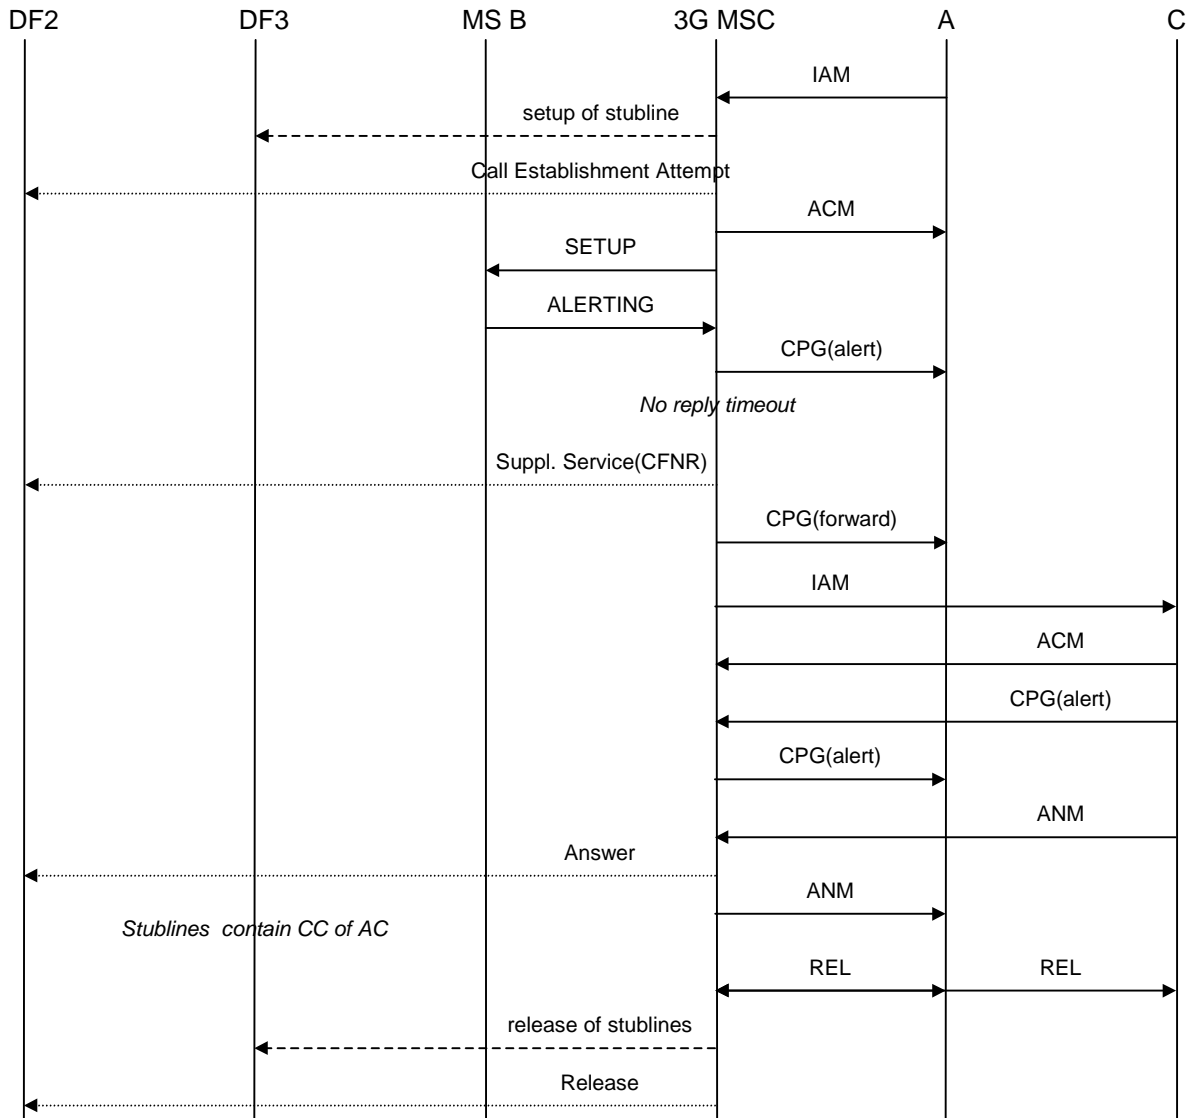 DF2 DF3 MS B 3G MSC A C
IAM
setup of stubline
Call Establishment Attempt
ACM
SETUP
ALERTING
CPG(alert)
No reply timeout
Suppl. Service(CFNR)
CPG(forward)
IAM
ACM
CPG(alert)
CPG(alert)
ANM
Answer
ANM
Stublines contain CC of AC
REL REL
release of stublines
Release